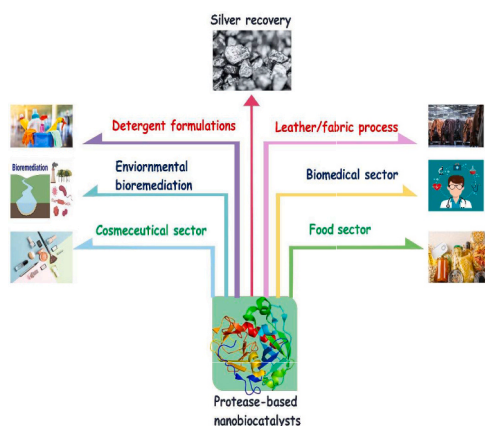 Silver recovery
Detergent formulations
Leather/fabric process
Bioremediation
Enviornmental
bioremediation
Biomedical sector
Cosmeceutical sector
Food sector
Protease-based
nanobiocatalysts